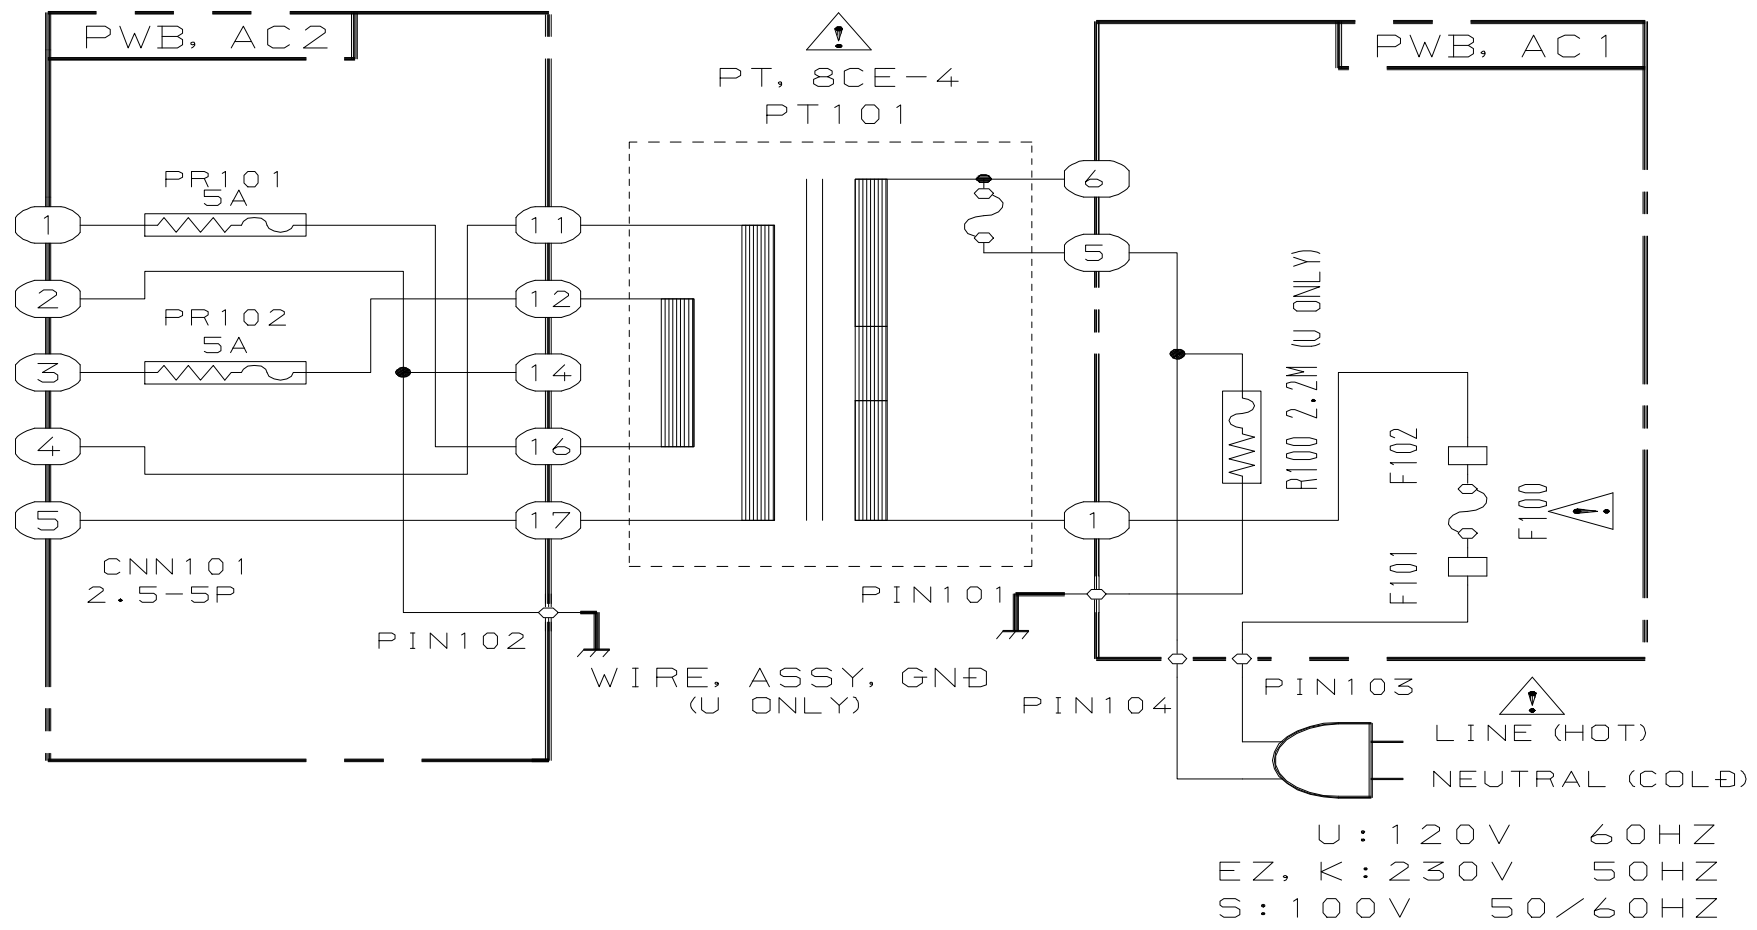 PWB, AC2
PT, 8CE-4
PT101
PWB, AC1
PR101
5A
1
2
PR102
5A
3
4
5
CNN101
2.5-5P
11
12
14
16
17
PIN102
WIRE, ASSY, GND
(U ONLY)
6
5
1
R100 2.2M (U ONLY)
F102
F101
F100
PIN101
PIN104
PIN103
LINE (HOT)
NEUTRAL (COLD)
U:120V 60HZ
EZ, K:230V 50HZ
S:100V 50/60HZ